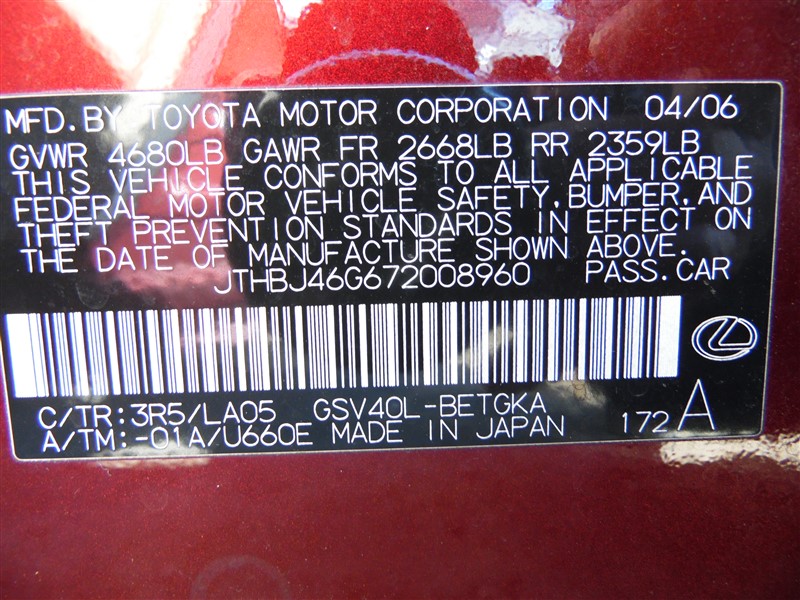 MFD. BY TOYOTA MOTOR CORPORATION 04/06
GVWR 4680LB GAWR FR 2668LB RR 2359LB
THIS VEHICLE CONFORMS TO ALL APPLICABLE
FEDERAL MOTOR VEHICLE SAFETY, BUMPER, AND
THEFT PREVENTION STANDARDS IN EFFECT ON
THE DATE OF MANUFACTURE SHOWN ABOVE.
JTHBJ46G672008960 PASS. CAR
C/TR: 3R5/LA05 GSV40L-BETGKA
A/TM: -01A/U660E MADE IN JAPAN 172 A